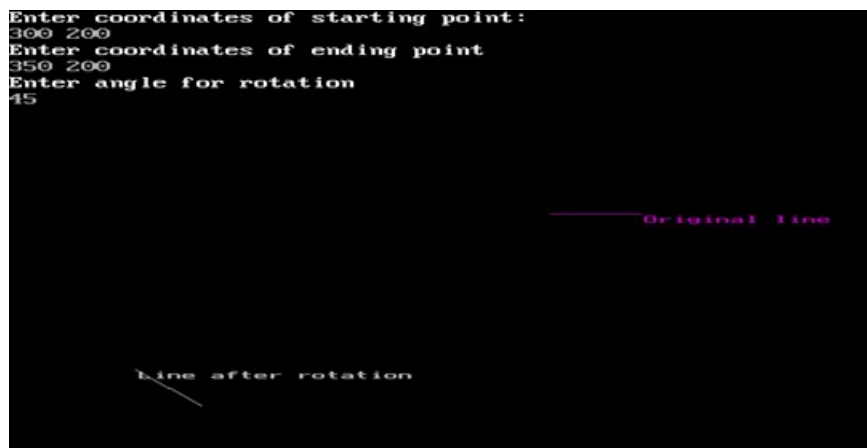 Enter coordinates of starting point:
300 200
Enter coordinates of ending point
350 200
Enter angle for rotation
45
Original line
Line after rotation